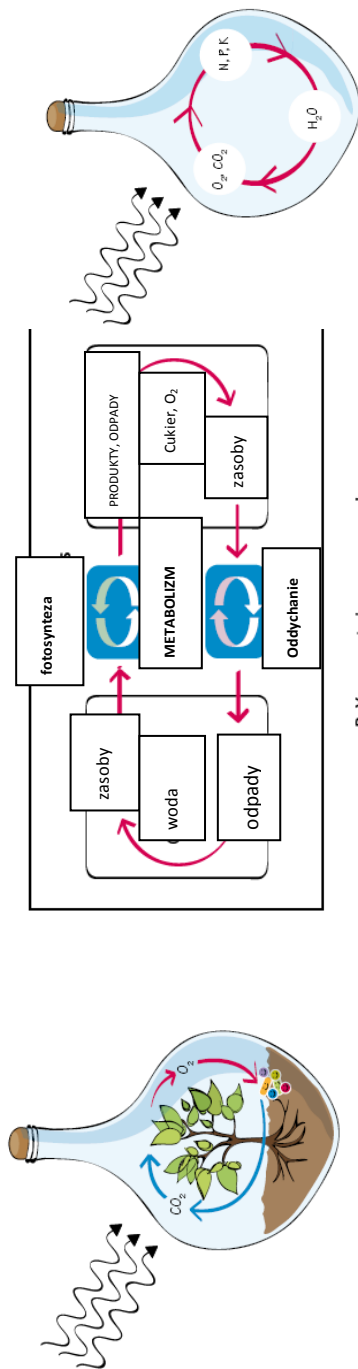 CO₂
O₂
fotosynteza
zasoby
woda
odpady
METABOLIZM
Oddychanie
PRODUKTY, ODPADY
Cukier, O₂
zasoby
O₂, CO₂
N, P, K
H₂O